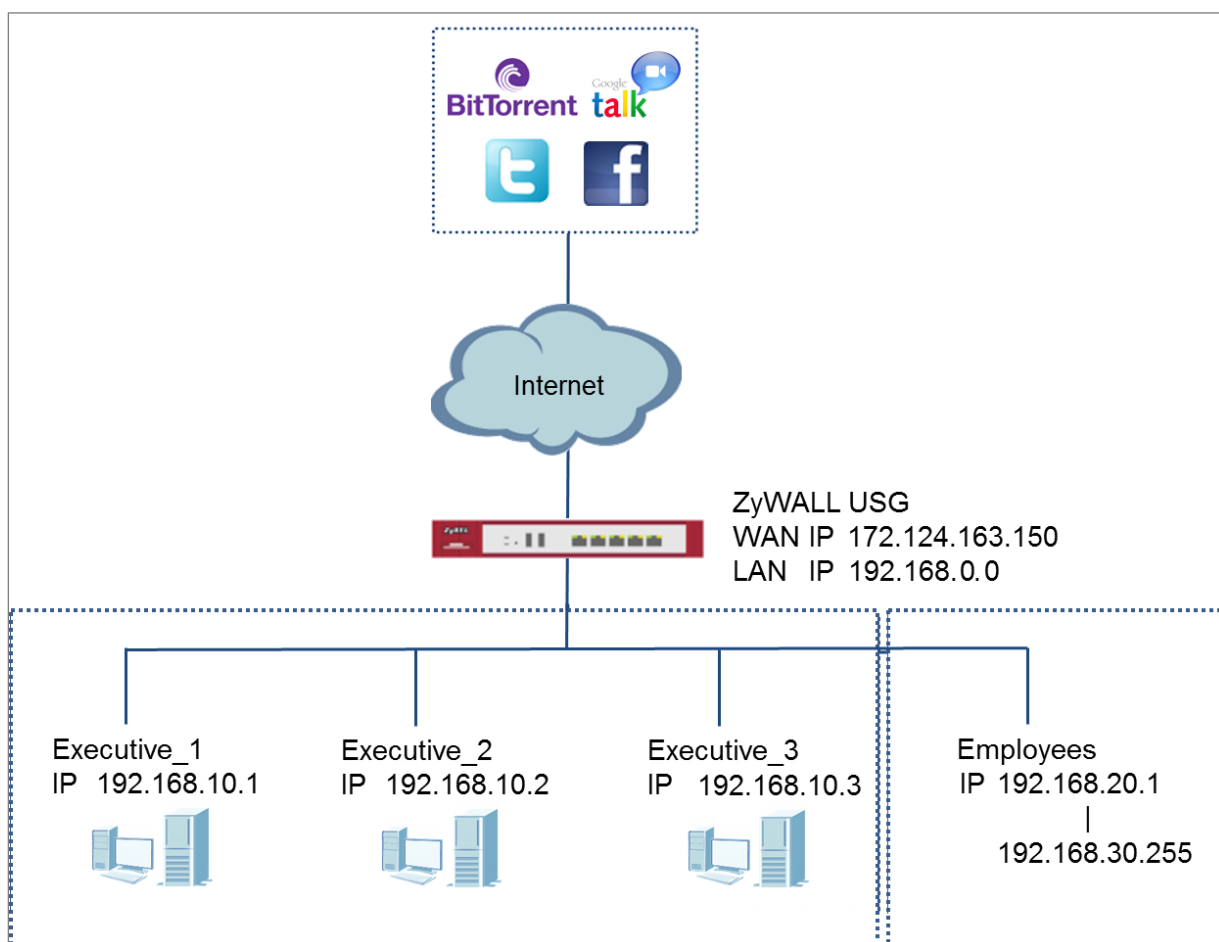 Google
BitTorrent talk
t f
Internet
ZyXEL
ZyWALL USG
WAN IP 172.124.163.150
LAN IP 192.168.0.0
Executive_1
IP 192.168.10.1
Executive_2
IP 192.168.10.2
Executive_3
IP 192.168.10.3
Employees
IP 192.168.20.1
|
192.168.30.255